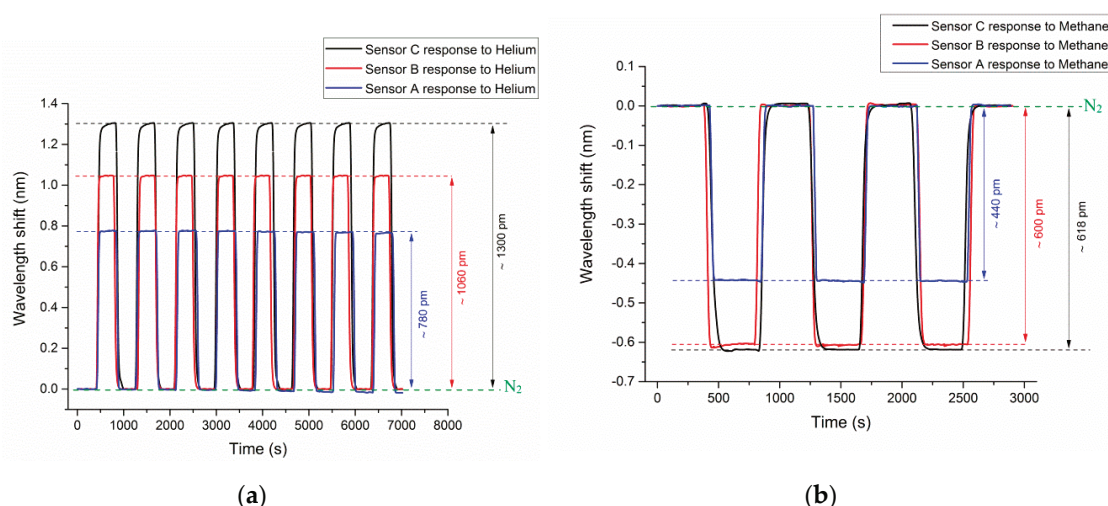 Sensor C response to Helium
Sensor B response to Helium
Sensor A response to Helium
Wavelength shift (nm)
1.4
1.2
1.0
0.8
0.6
0.4
0.2
0.0
~ 780 pm
~ 1060 pm
~ 1300 pm
N₂
0 1000 2000 3000 4000 5000 6000 7000 8000
Time (s)
(a)
Sensor C response to Methane
Sensor B response to Methane
Sensor A response to Methane
Wavelength shift (nm)
0.1
0.0
-0.1
-0.2
-0.3
-0.4
-0.5
-0.6
-0.7
N₂
~ 440 pm
~ 600 pm
~ 618 pm
0 500 1000 1500 2000 2500 3000
Time (s)
(b)